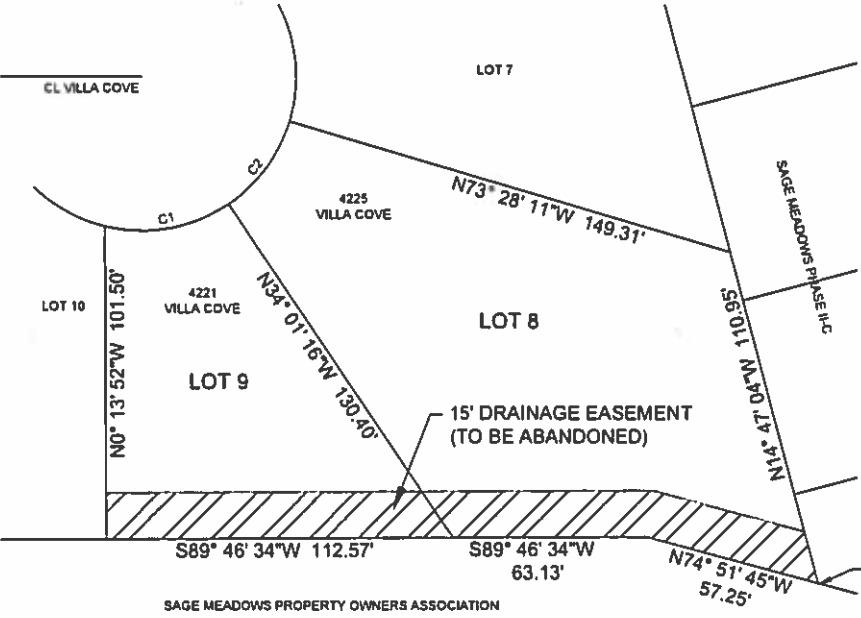 LOT 7
CL VILLA COVE
C2
4225
VILLA COVE
N73° 28' 11"W 149.31'
SAGE MEADOWS PHASE II-C
C1
LOT 10
N0° 13' 52"W 101.50'
4221
VILLA COVE
N34° 01' 16"W 130.40'
LOT 8
N14° 47' 04"W 110.95'
LOT 9
15' DRAINAGE EASEMENT
(TO BE ABANDONED)
S89° 46' 34"W 112.57'
S89° 46' 34"W
63.13'
N74° 51' 45"W
57.25'
SAGE MEADOWS PROPERTY OWNERS ASSOCIATION